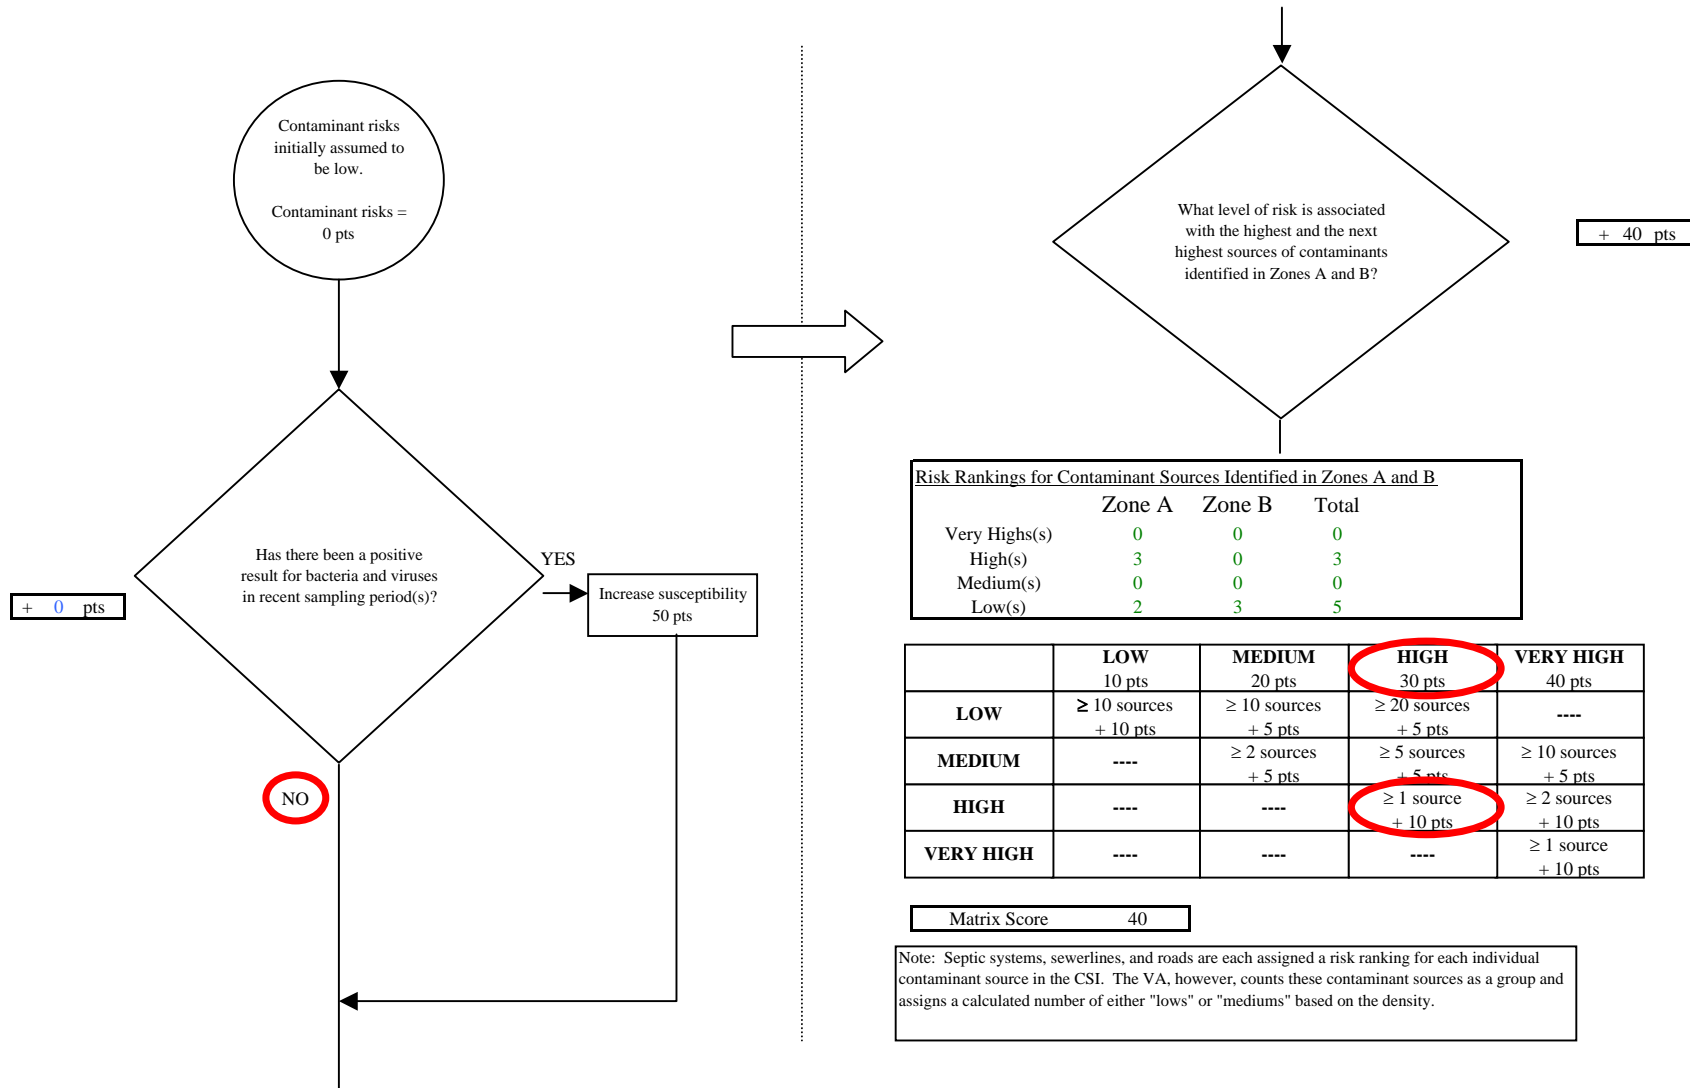 Contaminant risks
initially assumed to
be low.
Contaminant risks =
0 pts
Has there been a positive
result for bacteria and viruses
in recent sampling period(s)?
YES
Increase susceptibility
50 pts
+ 0 pts
NO
What level of risk is associated
with the highest and the next
highest sources of contaminants
identified in Zones A and B?
+ 40 pts
Risk Rankings for Contaminant Sources Identified in Zones A and B
Zone A Zone B Total
Very Highs(s) 0 0 0
High(s) 3 0 3
Medium(s) 0 0 0
Low(s) 2 3 5
LOW MEDIUM HIGH VERY HIGH
10 pts 20 pts 30 pts 40 pts
LOW ≥ 10 sources ≥ 10 sources ≥ 20 sources ----
+ 10 pts + 5 pts + 5 pts
MEDIUM ---- ≥ 2 sources ≥ 5 sources ≥ 10 sources
+ 5 pts + 5 pts + 5 pts
HIGH ---- ---- ≥ 1 source ≥ 2 sources
+ 10 pts + 10 pts
VERY HIGH ---- ---- ---- ≥ 1 source
+ 10 pts
Matrix Score 40
Note: Septic systems, sewerlines, and roads are each assigned a risk ranking for each individual
contaminant source in the CSI. The VA, however, counts these contaminant sources as a group and
assigns a calculated number of either "lows" or "mediums" based on the density.